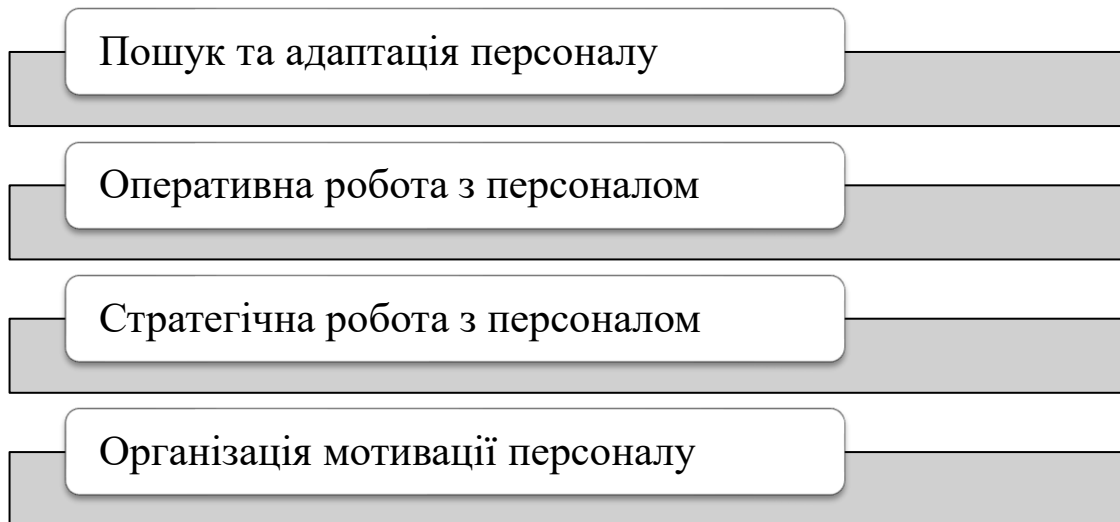 Пошук та адаптація персоналу
Оперативна робота з персоналом
Стратегічна робота з персоналом
Організація мотивації персоналу